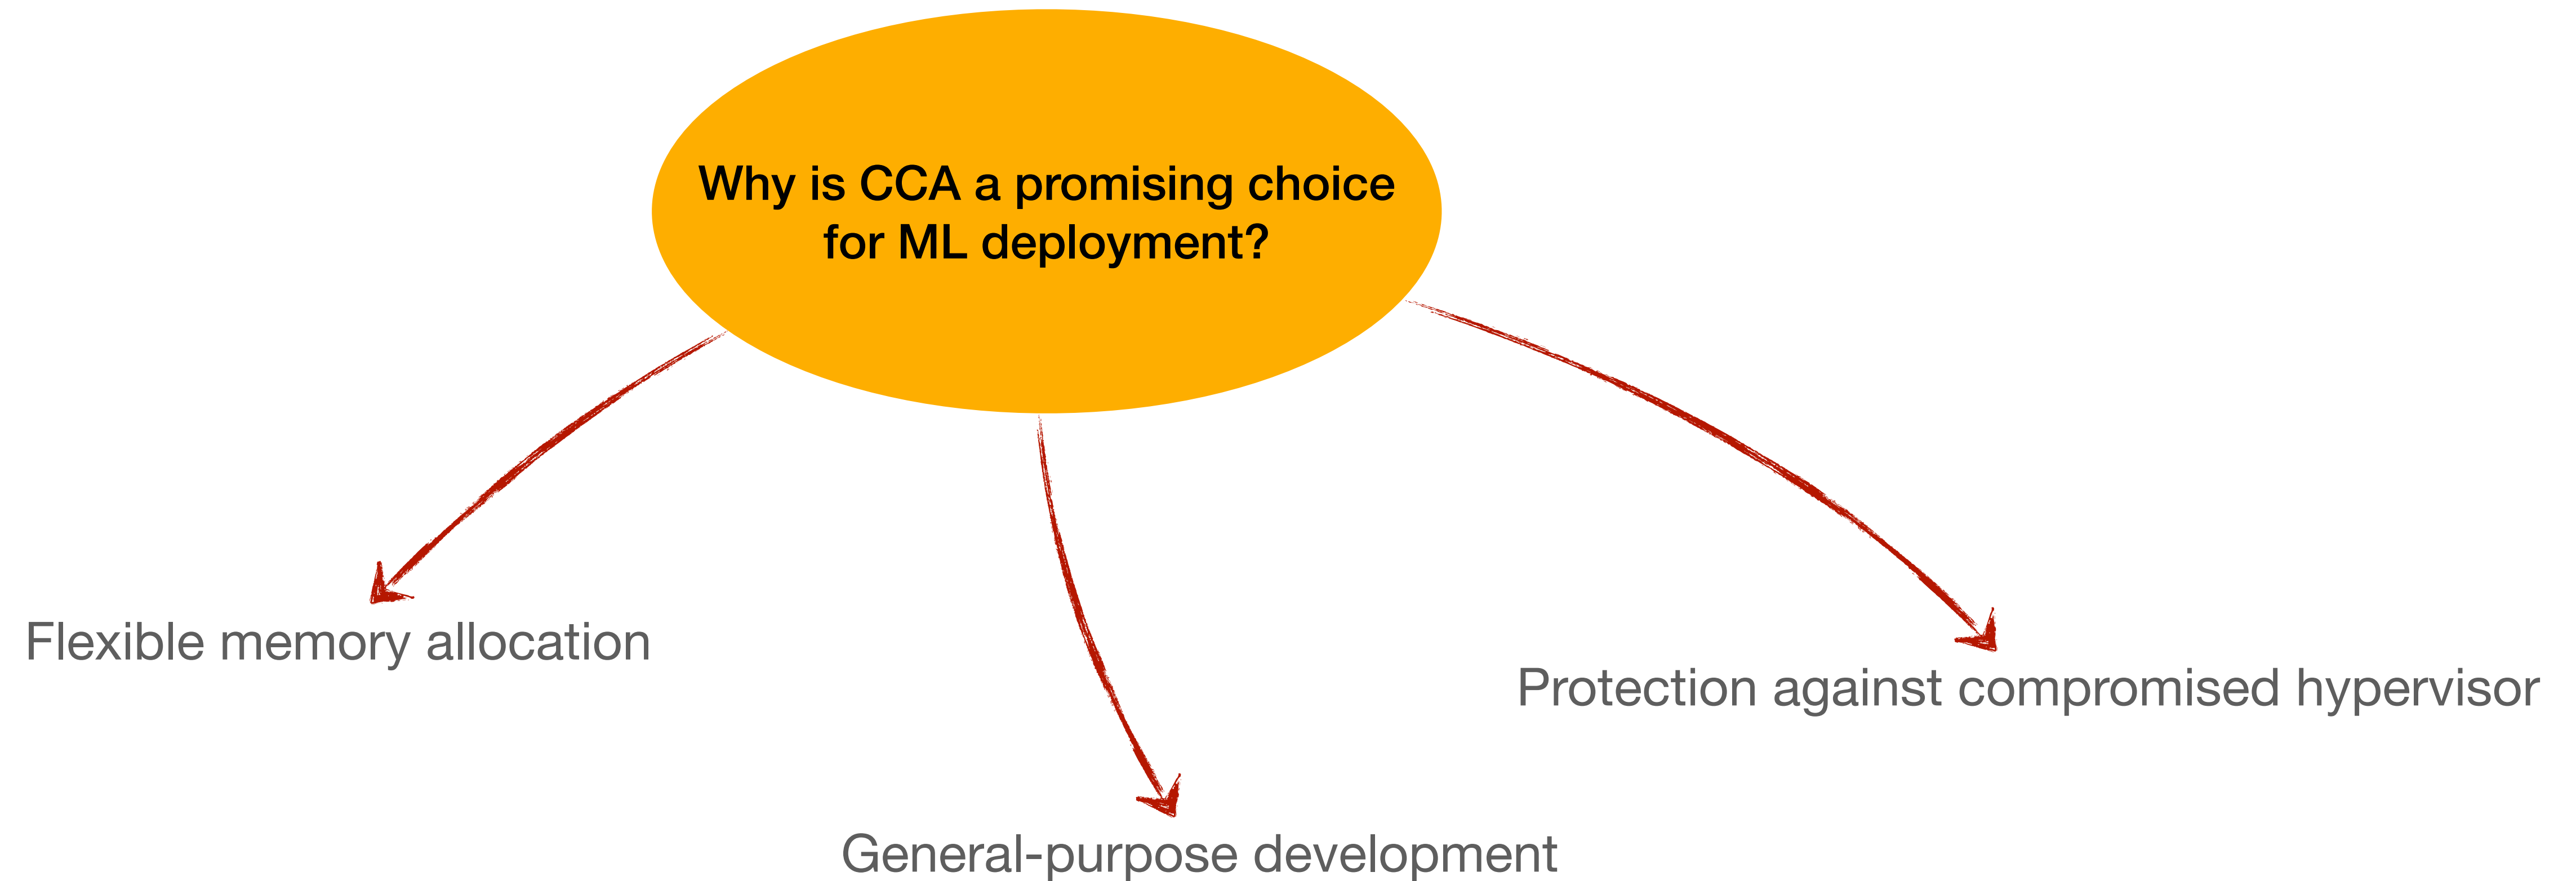 Why is CCA a promising choice
for ML deployment?
Flexible memory allocation
Protection against compromised hypervisor
General-purpose development